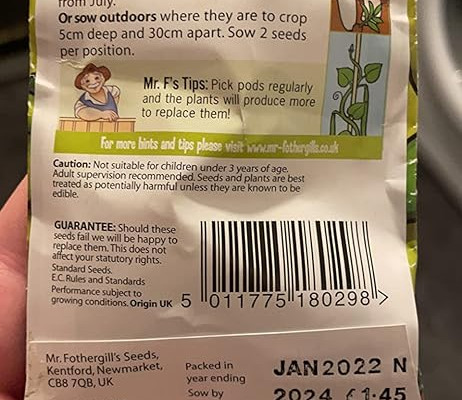 from July.
Or sow outdoors where they are to crop
5cm deep and 30cm apart. Sow 2 seeds
per position.
Mr. F's Tips: Pick pods regularly
and the plants will produce more
to replace them!
For more hints and tips please visit www.mr-fothergills.co.uk
Caution: Not suitable for children under 3 years of age.
Adult supervision recommended. Seeds and plants are best
treated as potentially harmful unless they are known to be
edible.
GUARANTEE: Should these
seeds fail we will be happy to
replace them. This does not
affect your statutory rights.
Standard Seeds.
E.C. Rules and Standards
Performance subject to
growing conditions. Origin UK
5 011775 180298 >
Mr. Fothergill's Seeds,
Kentford, Newmarket,
CB8 7QB, UK
Packed in
year ending
JAN2022 N
Sow by
2024 £1.45